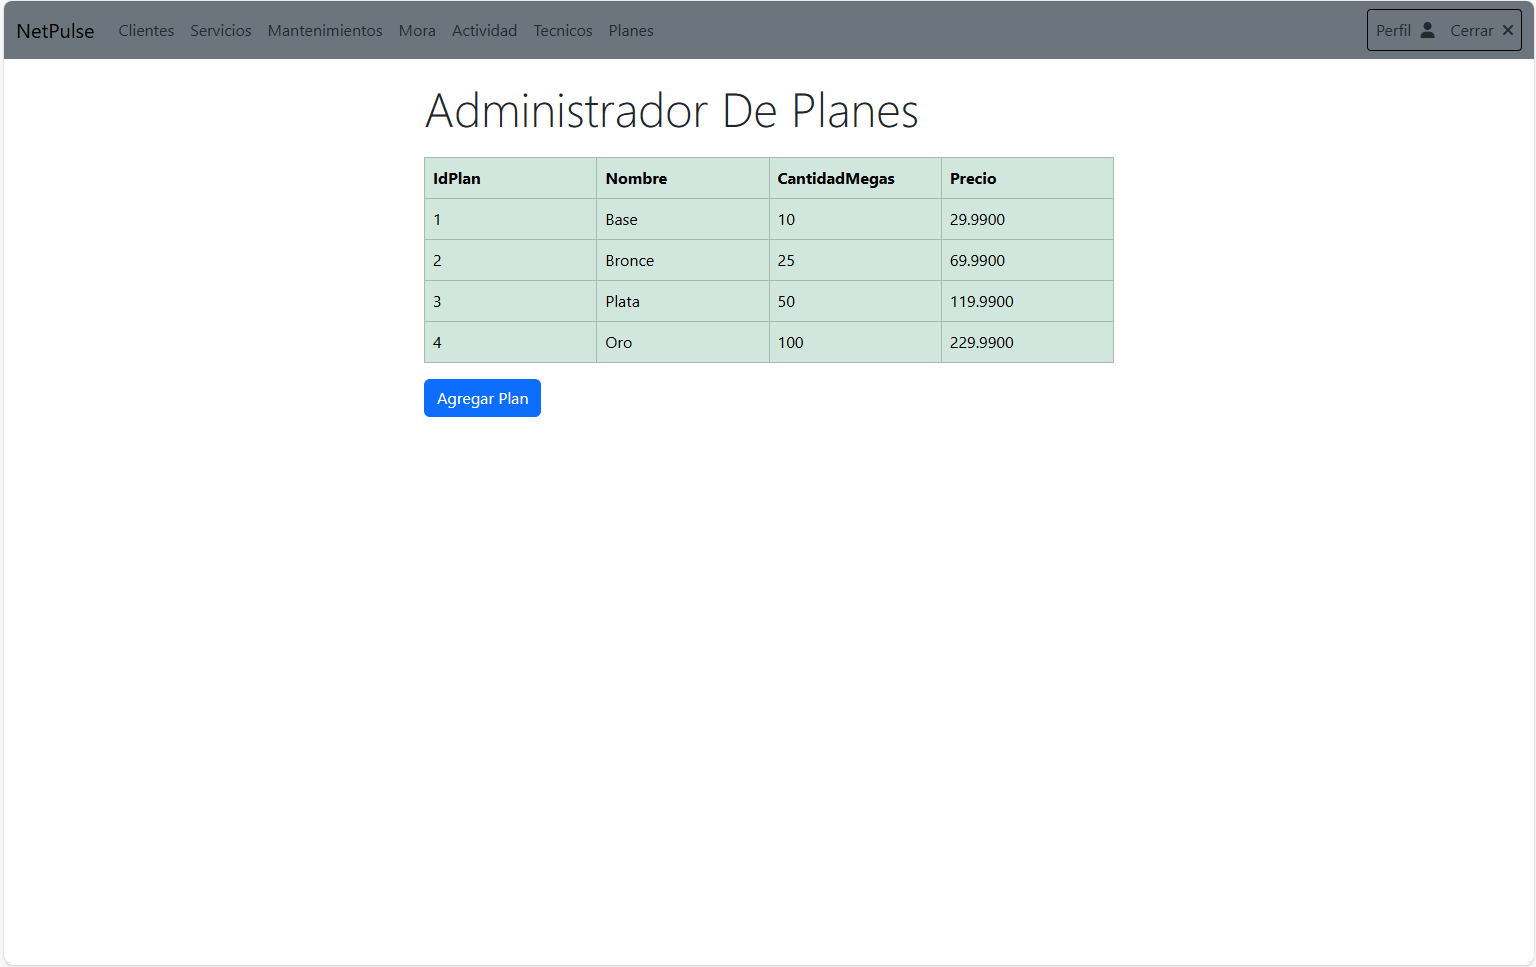 NetPulse Clientes Servicios Mantenimientos Mora Actividad Tecnicos Planes Perfil Cerrar
Administrador De Planes
IdPlan Nombre CantidadMegas Precio
1 Base 10 29.9900
2 Bronce 25 69.9900
3 Plata 50 119.9900
4 Oro 100 229.9900
Agregar Plan